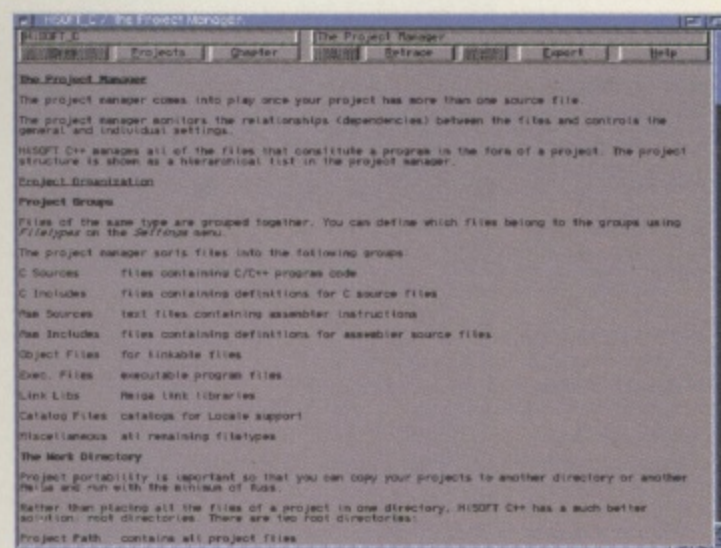 HiSOFT_C / The Project Manager.
HiSOFT_C
The Project Manager
Projects
Chapter
Retrace
Export
Help
The Project Manager
The project manager comes into play once your project has more than one source file.
The project manager monitors the relationships (dependencies) between the files and controls the
general and individual settings.
HiSOFT C++ manages all of the files that constitute a program in the form of a project. The project
structure is shown as a hierarchical list in the project manager.
Project Organization
Project Groups
Files of the same type are grouped together. You can define which files belong to the groups using
Filetypes on the Settings menu.
The project manager sorts files into the following groups:
C Sources files containing C/C++ program code
C Includes files containing definitions for C source files
Asm Sources text files containing assembler instructions
Asm Includes files containing definitions for assembler source files
Object Files for linkable files
Exec. Files executable program files
Link Libs Amiga link libraries
Catalog Files catalogs for Locale support
Miscellaneous all remaining filetypes
The Work Directory
Project portability is important so that you can copy your projects to another directory or another
Amiga and run with the minimum of fuss.
Rather than placing all the files of a project in one directory, HiSOFT C++ has a much better
solution: root directories. There are two root directories:
Project Path contains all project files